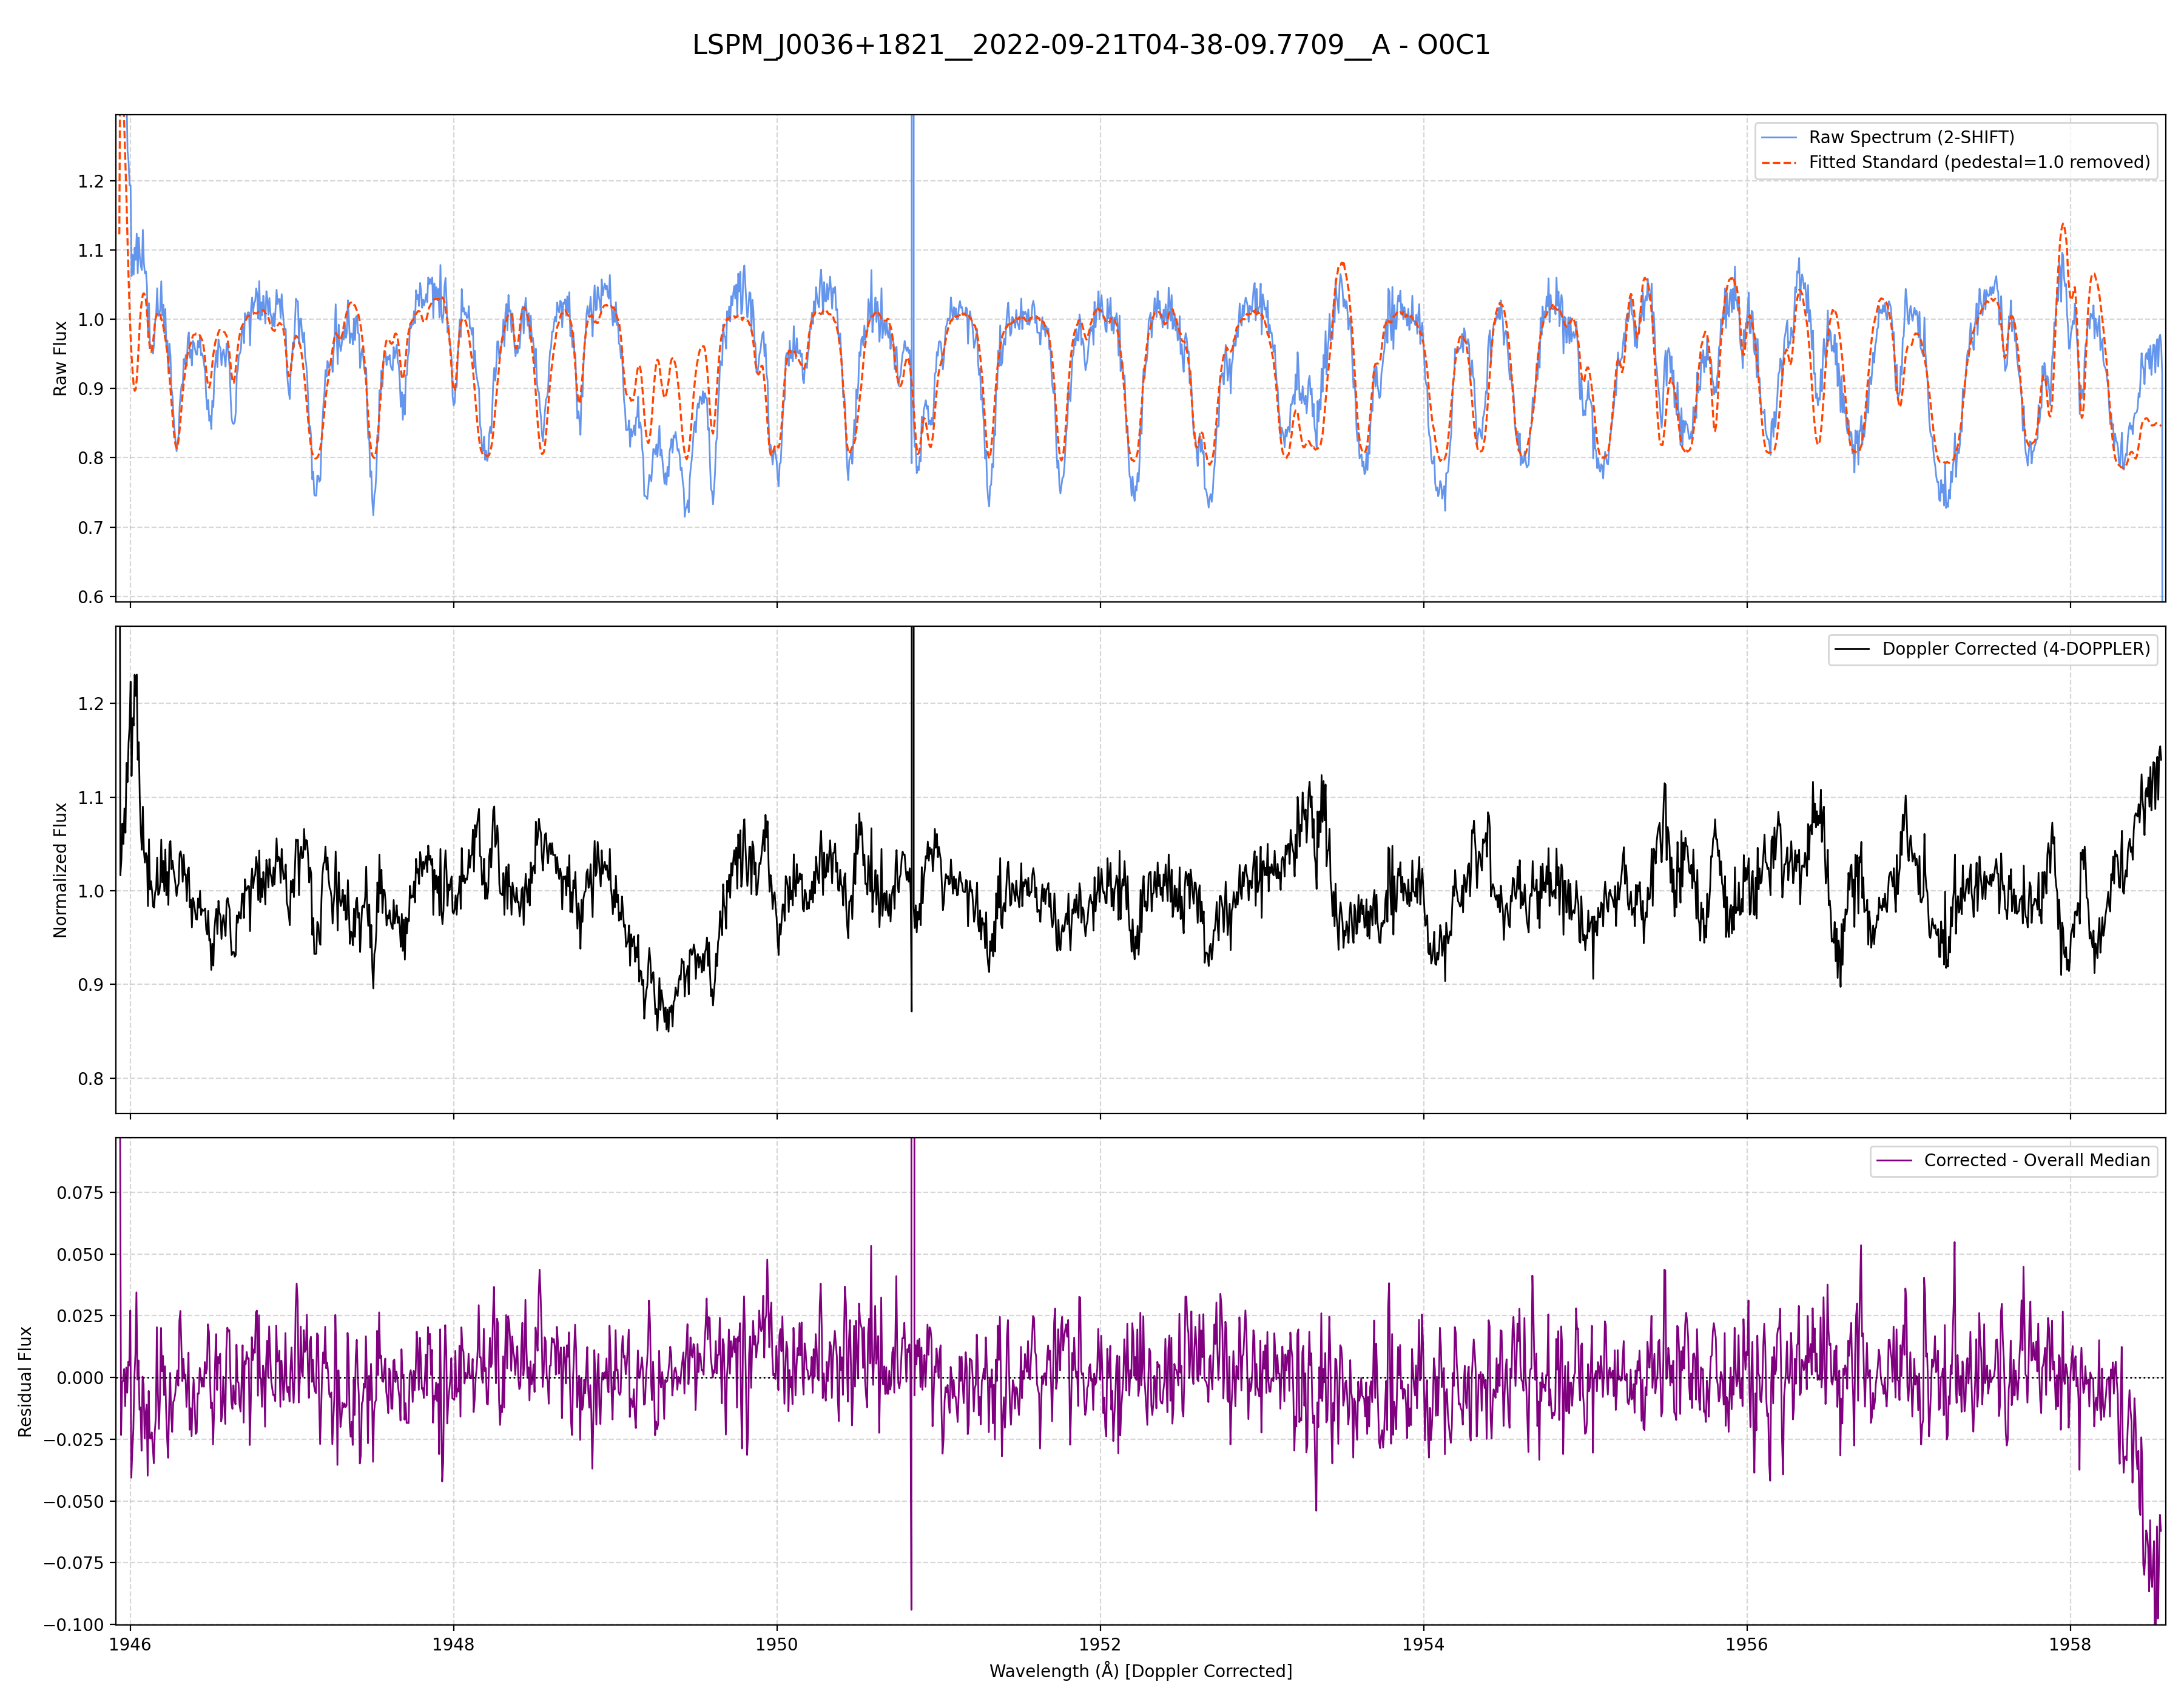 LSPM_J0036+1821__2022-09-21T04-38-09.7709__A - O0C1
Raw Spectrum (2-SHIFT)
Fitted Standard (pedestal=1.0 removed)
1.2
1.1
1.0
0.9
0.8
0.7
0.6
Raw Flux
Doppler Corrected (4-DOPPLER)
1.2
1.1
1.0
0.9
0.8
Normalized Flux
Corrected - Overall Median
0.075
0.050
0.025
0.000
−0.025
−0.050
−0.075
−0.100
Residual Flux
1946 1948 1950 1952 1954 1956 1958
Wavelength (Å) [Doppler Corrected]